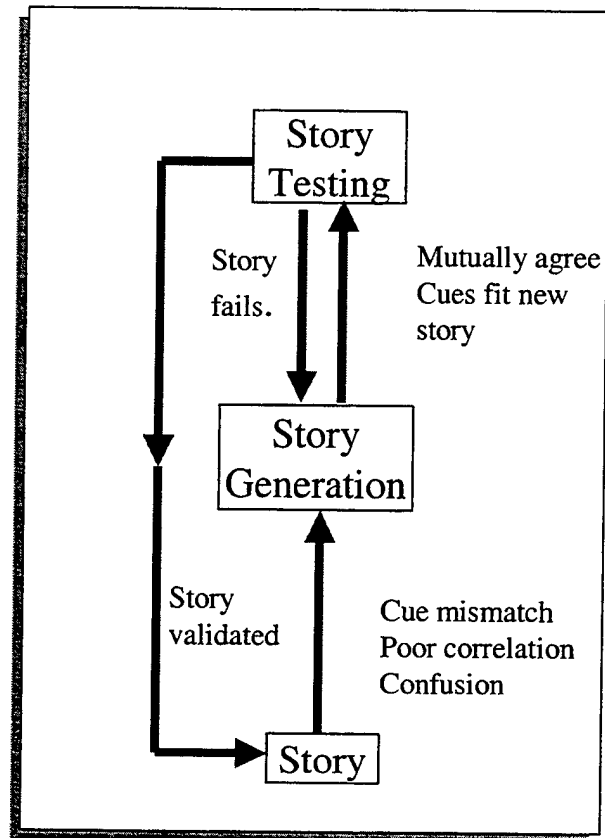 Story
Testing
Story
fails.
Mutually agree
Cues fit new
story
Story
Generation
Story
validated
Cue mismatch
Poor correlation
Confusion
Story